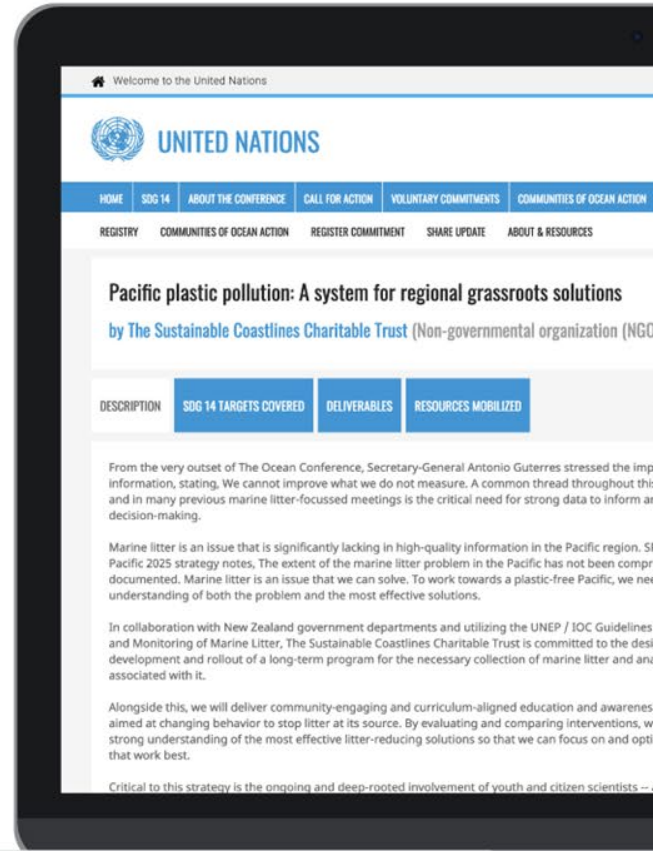 Welcome to the United Nations
UNITED NATIONS
HOME SDG 14 ABOUT THE CONFERENCE CALL FOR ACTION VOLUNTARY COMMITMENTS COMMUNITIES OF OCEAN ACTION
REGISTRY COMMUNITIES OF OCEAN ACTION REGISTER COMMITMENT SHARE UPDATE ABOUT & RESOURCES
Pacific plastic pollution: A system for regional grassroots solutions
by The Sustainable Coastlines Charitable Trust (Non-governmental organization (NGO
DESCRIPTION SDG 14 TARGETS COVERED DELIVERABLES RESOURCES MOBILIZED
From the very outset of The Ocean Conference, Secretary-General Antonio Guterres stressed the imp
information, stating, We cannot improve what we do not measure. A common thread throughout this
and in many previous marine litter-focussed meetings is the critical need for strong data to inform an
decision-making.
Marine litter is an issue that is significantly lacking in high-quality information in the Pacific region.
Pacific 2025 strategy notes, The extent of the marine litter problem in the Pacific has not been compr
documented. Marine litter is an issue that we can solve. To work towards a plastic-free Pacific, we nee
understanding of both the problem and the most effective solutions.
In collaboration with New Zealand government departments and utilizing the UNEP / IOC Guidelines
and Monitoring of Marine Litter, The Sustainable Coastlines Charitable Trust is committed to the desi
development and rollout of a long-term program for the necessary collection of marine litter and ana
associated with it.
Alongside this, we will deliver community-engaging and curriculum-aligned education and awarenes
aimed at changing behavior to stop litter at its source. By evaluating and comparing interventions, w
strong understanding of the most effective litter-reducing solutions so that we can focus on and opti
that work best.
Critical to this strategy is the ongoing and deep-rooted involvement of youth and citizen scientists --